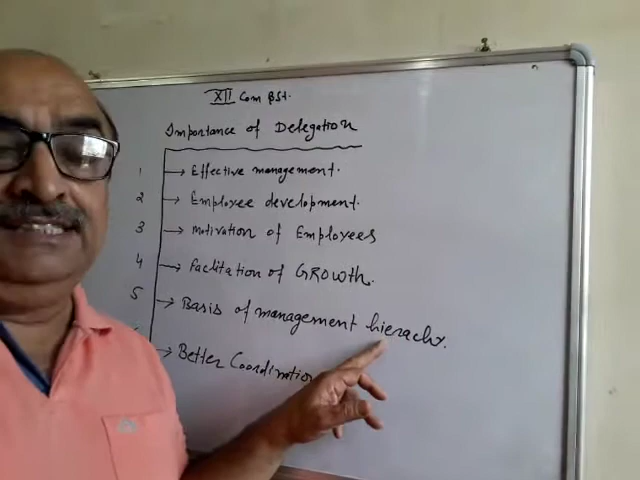 XII Com BSt.
Importance of Delegation
1 → Effective management.
2 → Employee development.
3 → Motivation of Employees
4 → Faclitation of GROWTH.
5 → Basis of management hierachy.
→ Better Coordination